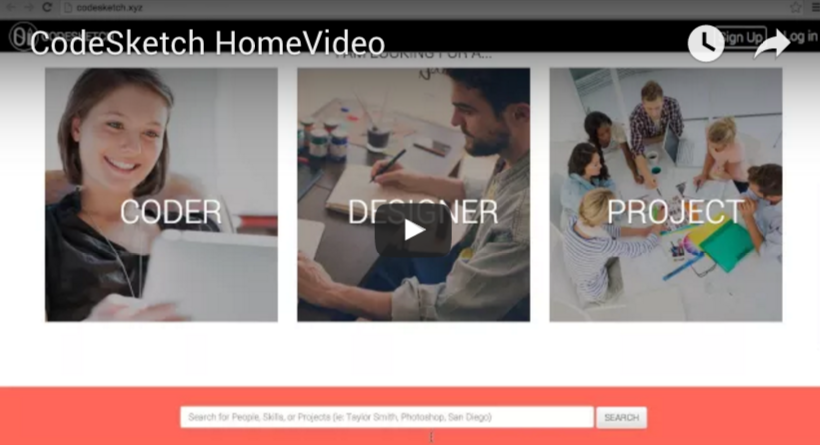 codesketch.xyz
CodeSketch HomeVideo
Sign Up
Log in
I AM LOOKING FOR A...
CODER
DESIGNER
PROJECT
Search for People, Skills, or Projects (ie: Taylor Smith, Photoshop, San Diego)
SEARCH